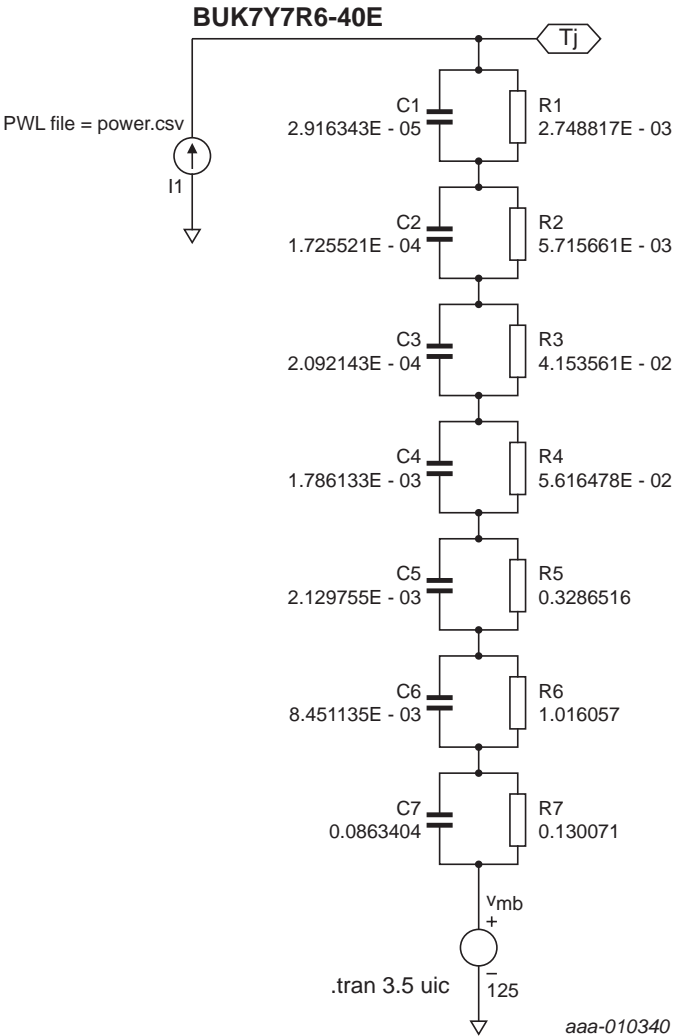 BUK7Y7R6-40E
Tj
PWL file = power.csv
I1
C1
2.916343E - 05
R1
2.748817E - 03
C2
1.725521E - 04
R2
5.715661E - 03
C3
2.092143E - 04
R3
4.153561E - 02
C4
1.786133E - 03
R4
5.616478E - 02
C5
2.129755E - 03
R5
0.3286516
C6
8.451135E - 03
R6
1.016057
C7
0.0863404
R7
0.130071
vmb
+
–
.tran 3.5 uic
125
aaa-010340